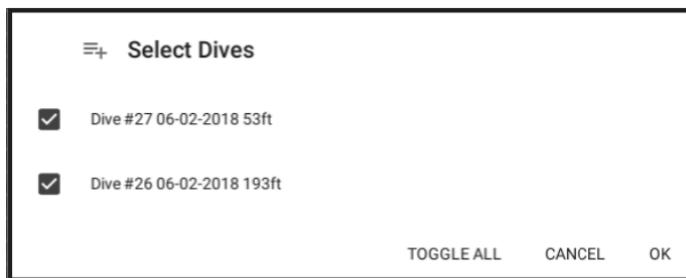 Select Dives
Dive #27 06-02-2018 53ft
Dive #26 06-02-2018 193ft
TOGGLE ALL CANCEL OK